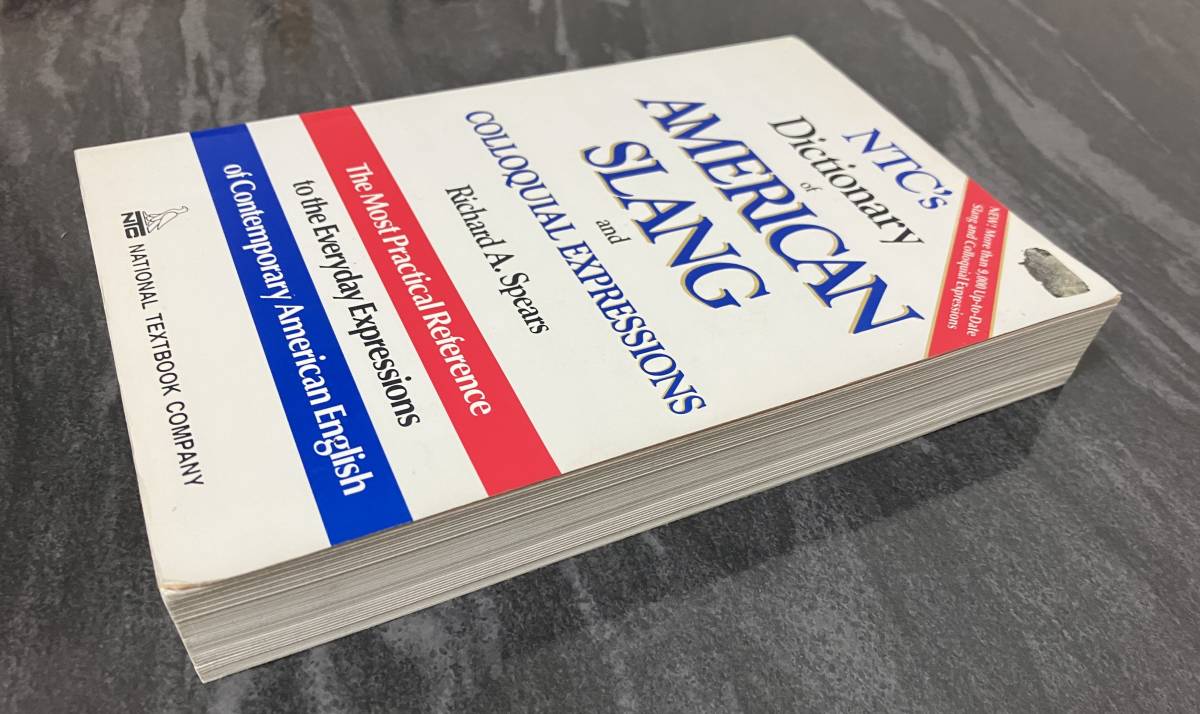 NTC's
Dictionary
of
AMERICAN
SLANG
and
COLLOQUIAL EXPRESSIONS
Richard A. Spears
NEW! More than 8,000 Up-to-Date
Slang and Colloquial Expressions
The Most Practical Reference
to the Everyday Expressions
of Contemporary American English
NTC NATIONAL TEXTBOOK COMPANY